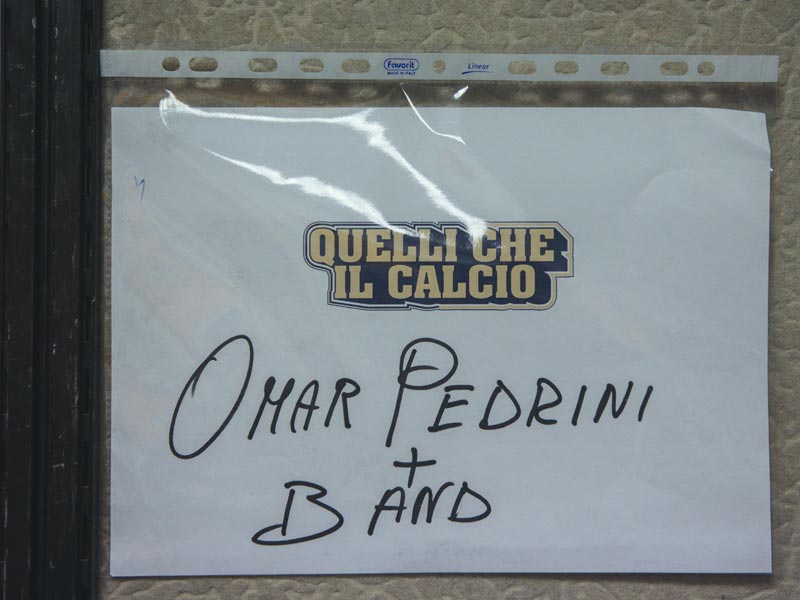 Favorit
MADE IN ITALY
Linear
QUELLI CHE
IL CALCIO
OMAR PEDRINI
+
BAND